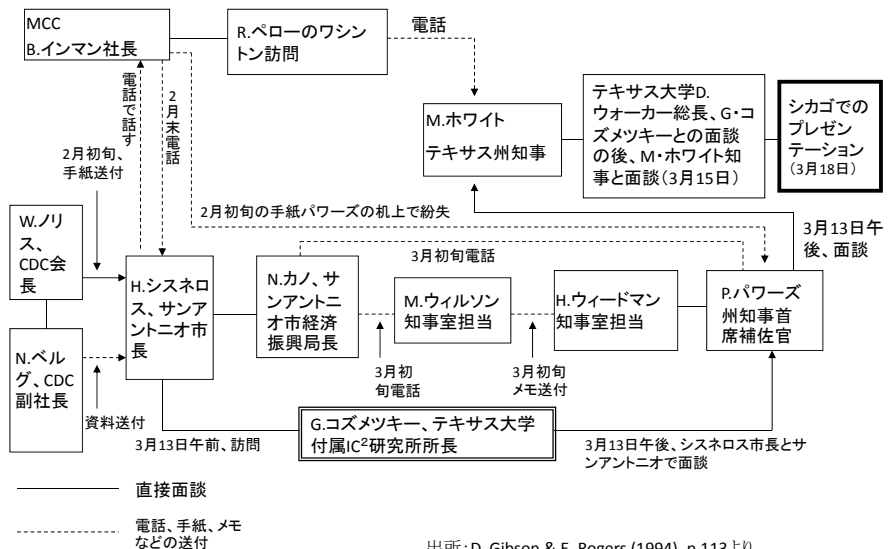 MCC
B.インマン社長
R.ペローのワシン
トン訪問
電話
M.ホワイト
テキサス州知事
テキサス大学D.
ウォーカー総長、G・コ
ズメツキーとの面談
の後、M・ホワイト知
事と面談（3月15日）
シカゴでの
プレゼン
テーション
（3月18日）
電話で話す
2月末電話
2月初旬、
手紙送付
2月初旬の手紙パワーズの机上で紛失
3月13日午
後、面談
W.ノリ
ス、
CDC会
長
H.シスネロ
ス、サンア
ントニオ市
長
N.カノ、サ
ンアントニ
オ市経済
振興局長
3月初旬電話
M.ウィルソン
知事室担当
H.ウィードマン
知事室担当
P.パワーズ
州知事首
席補佐官
N.ベル
グ、CDC
副社長
資料送付
3月初
旬電話
3月初旬
メモ送付
3月13日午前、訪問
G.コズメツキー、テキサス大学
付属IC²研究所所長
3月13日午後、シスネロス市長とサ
ンアントニオで面談
直接面談
電話、手紙、メモ
などの送付
出所：D. Gibson & E. Rogers (1994), p.113より